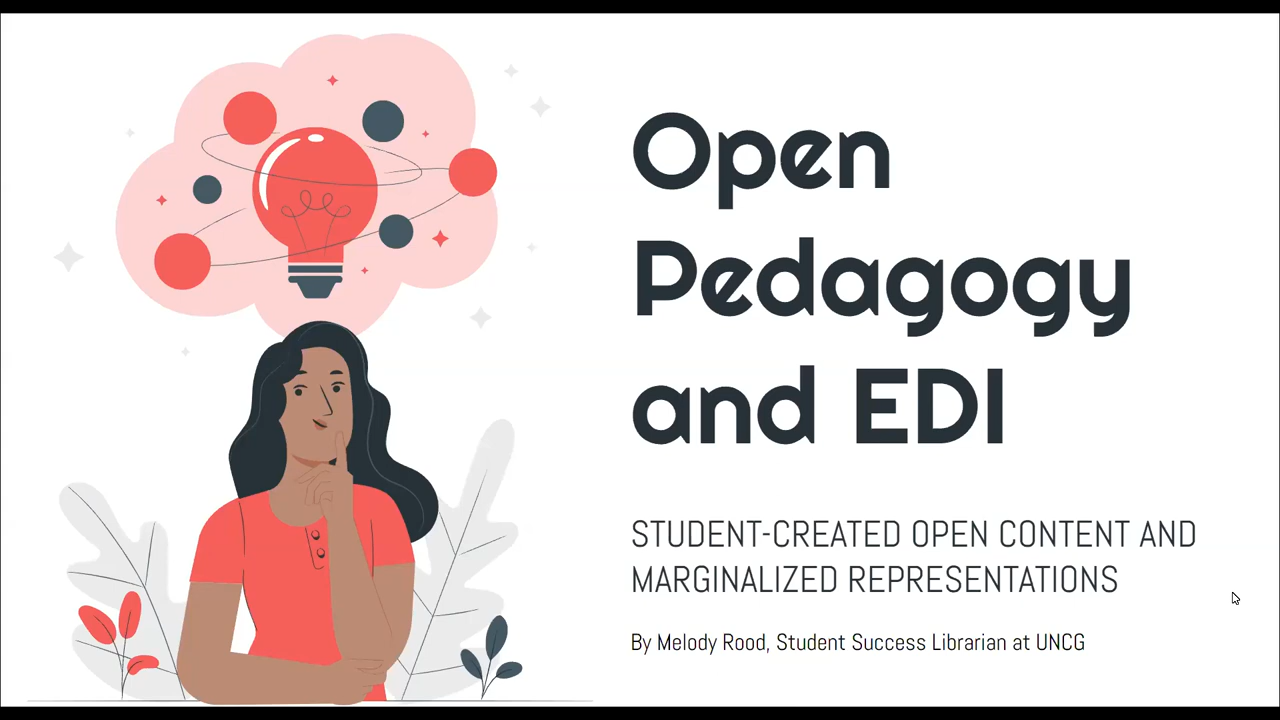 Open
Pedagogy
and EDI
STUDENT-CREATED OPEN CONTENT AND
MARGINALIZED REPRESENTATIONS
By Melody Rood, Student Success Librarian at UNCG